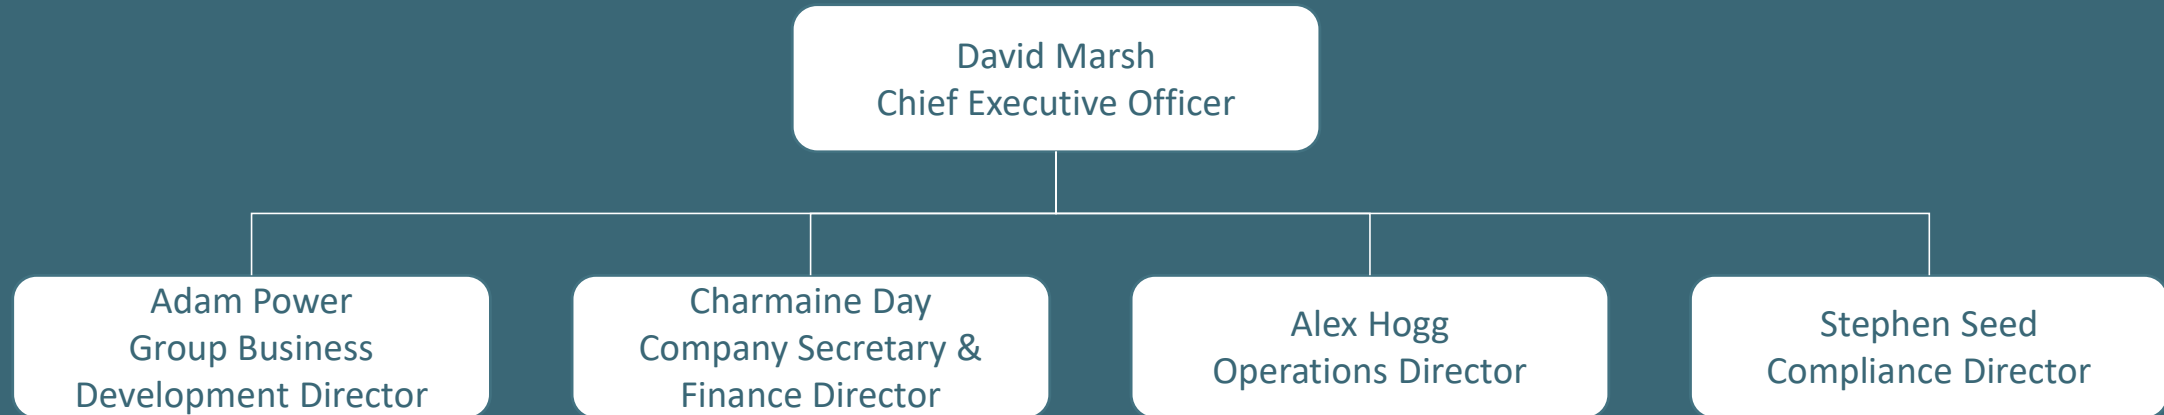 David Marsh
Chief Executive Officer
Adam Power
Group Business
Development Director
Charmaine Day
Company Secretary &
Finance Director
Alex Hogg
Operations Director
Stephen Seed
Compliance Director